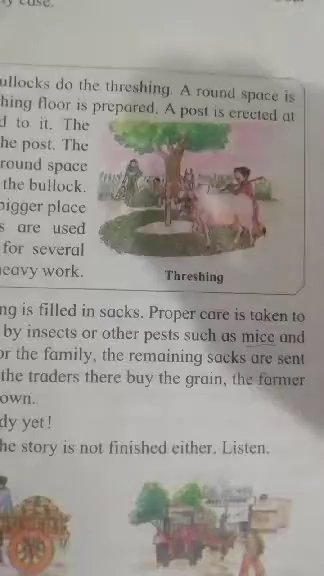 ullocks do the threshing. A round space is
hing floor is prepared. A post is erected at
d to it. The
he post. The
round space
the bullock.
bigger place
s are used
for several
heavy work.
Threshing
ng is filled in sacks. Proper care is taken to
by insects or other pests such as mice and
or the family, the remaining sacks are sent
the traders there buy the grain, the farmer
own.
dy yet!
he story is not finished either. Listen.